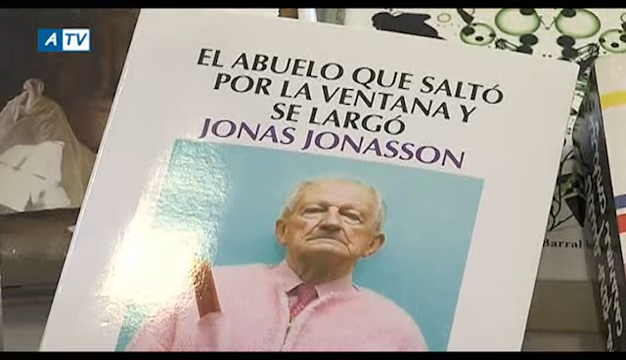 ATV
EL ABUELO QUE SALTÓ
POR LA VENTANA Y
SE LARGÓ
JONAS JONASSON
Barral